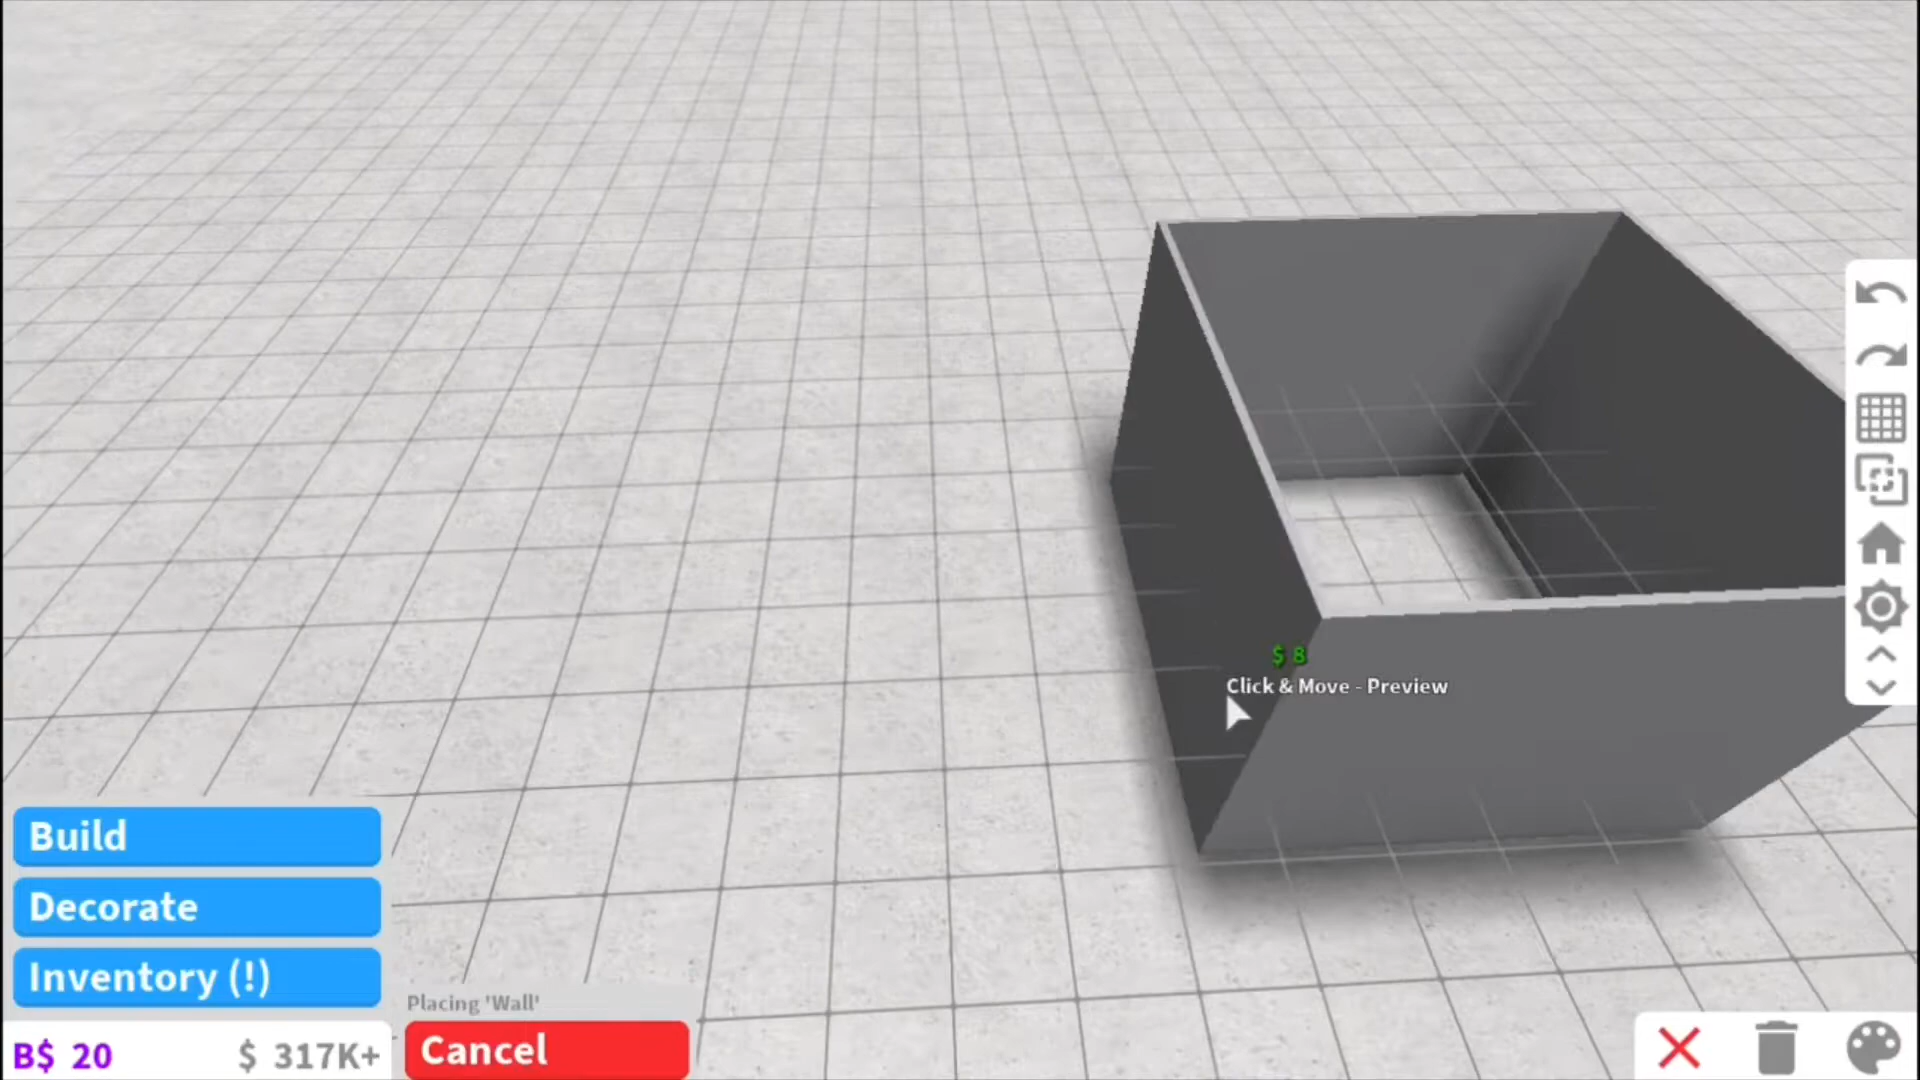 $ 8
Click & Move - Preview
Build
Decorate
Inventory (!)
Placing 'Wall'
B$ 20
$ 317K+
Cancel